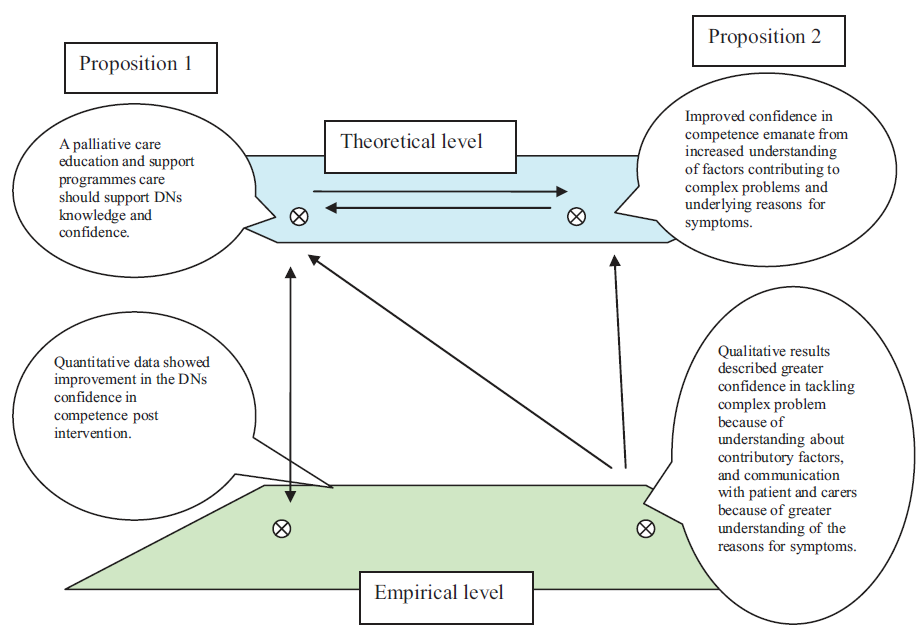 Proposition 1
Proposition 2
A palliative care
education and support
programmes care
should support DNs
knowledge and
confidence.
Theoretical level
Improved confidence in
competence emanate from
increased understanding
of factors contributing to
complex problems and
underlying reasons for
symptoms.
Quantitative data showed
improvement in the DNs
confidence in
competence post
intervention.
Qualitative results
described greater
confidence in tackling
complex problem
because of
understanding about
contributory factors,
and communication
with patient and carers
because of greater
understanding of the
reasons for symptoms.
Empirical level